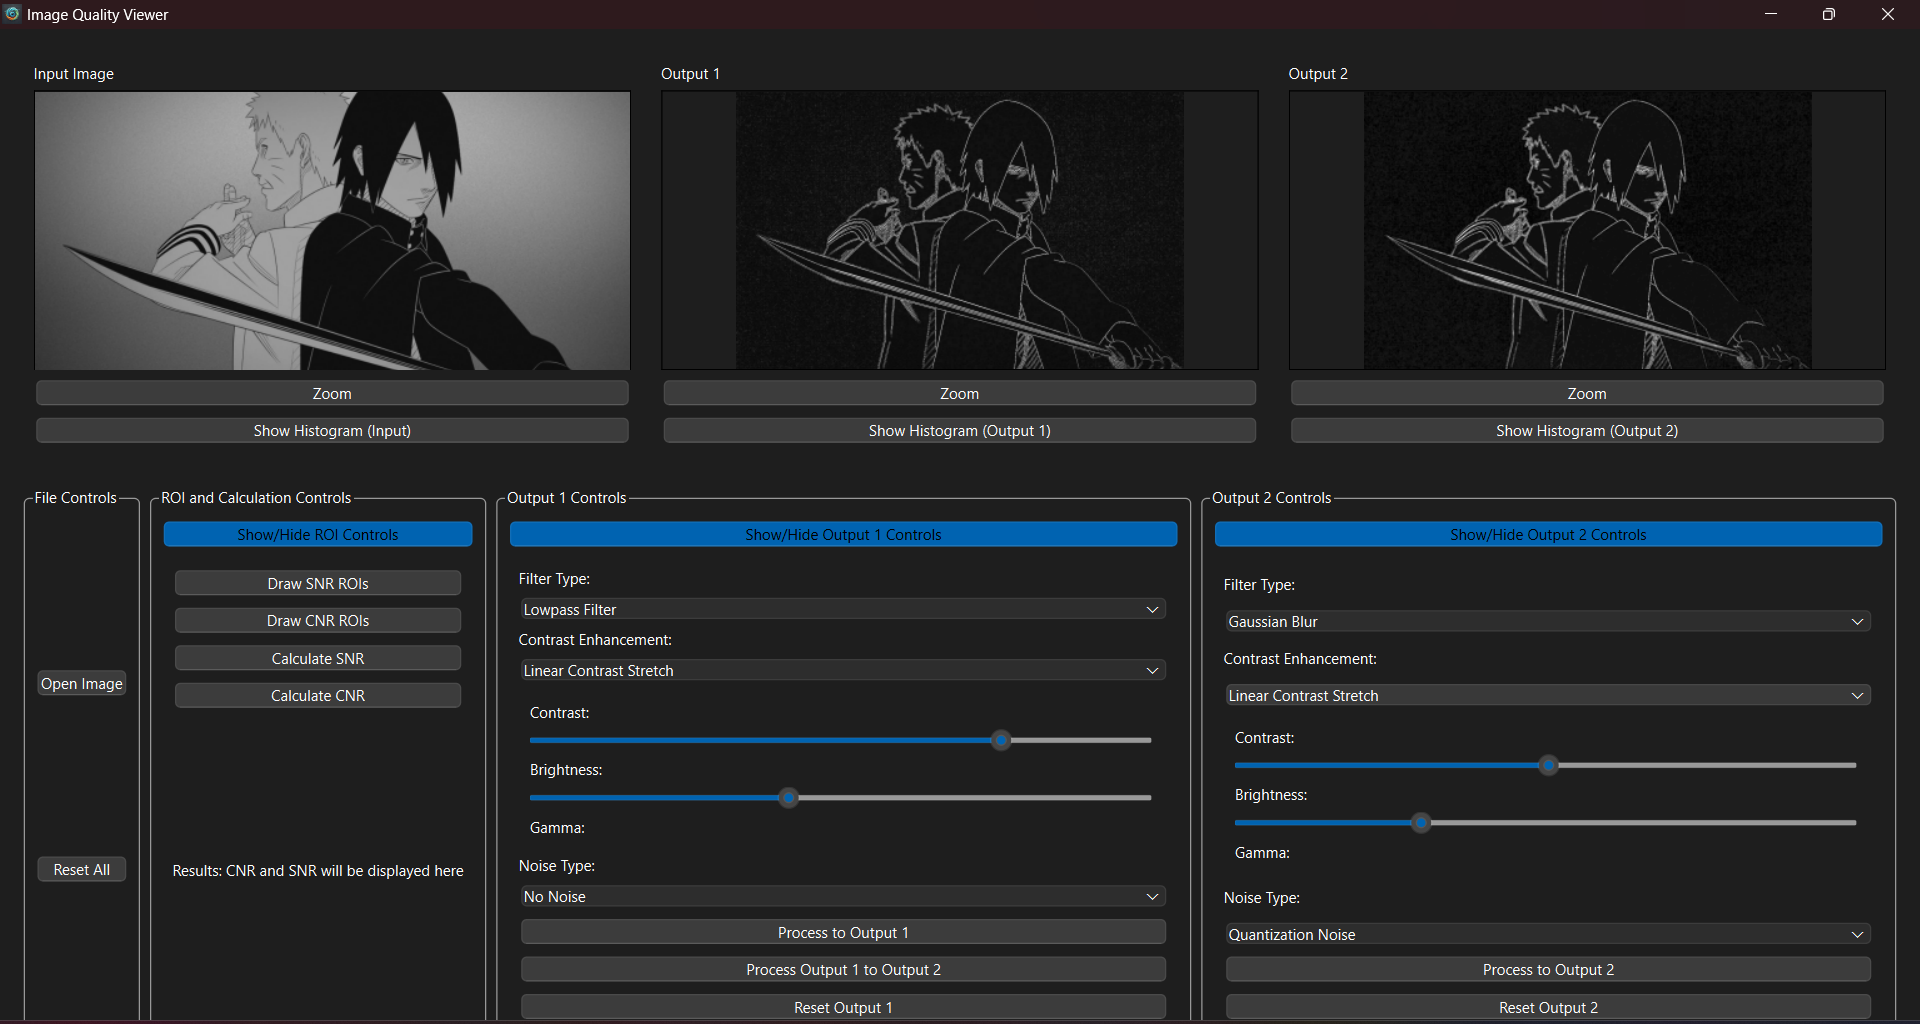 Image Quality Viewer
Input Image
Output 1
Output 2
Zoom
Zoom
Zoom
Show Histogram (Input)
Show Histogram (Output 1)
Show Histogram (Output 2)
File Controls
Open Image
Reset All
ROI and Calculation Controls
Show/Hide ROI Controls
Draw SNR ROIs
Draw CNR ROIs
Calculate SNR
Calculate CNR
Results: CNR and SNR will be displayed here
Output 1 Controls
Show/Hide Output 1 Controls
Filter Type:
Lowpass Filter
Contrast Enhancement:
Linear Contrast Stretch
Contrast:
Brightness:
Gamma:
Noise Type:
No Noise
Process to Output 1
Process Output 1 to Output 2
Reset Output 1
Output 2 Controls
Show/Hide Output 2 Controls
Filter Type:
Gaussian Blur
Contrast Enhancement:
Linear Contrast Stretch
Contrast:
Brightness:
Gamma:
Noise Type:
Quantization Noise
Process to Output 2
Reset Output 2